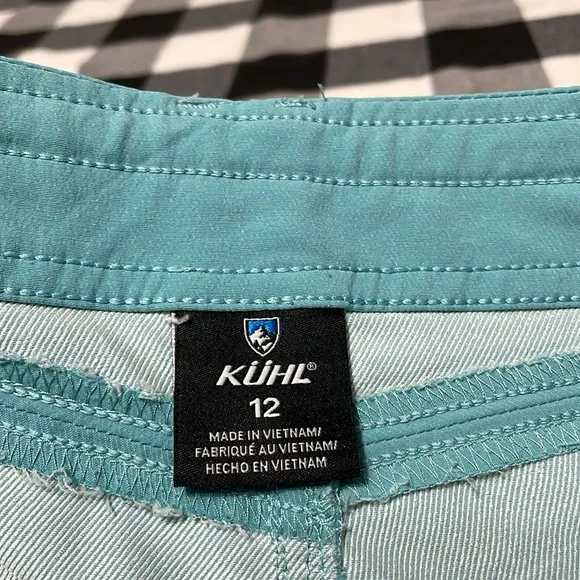 KÜHL®
12
MADE IN VIETNAM/
FABRIQUÉ AU VIETNAM/
HECHO EN VIETNAM